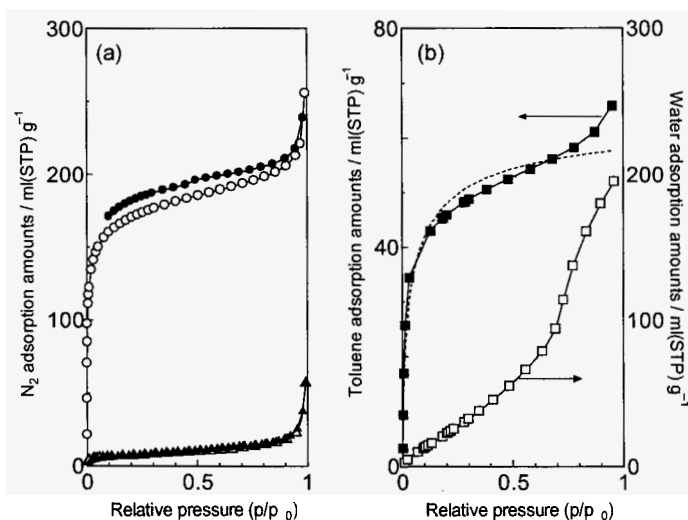 (a)
300
200
100
0
N₂ adsorption amounts / ml(STP) g⁻¹
0 0.5 1
Relative pressure (p/p ₀)
(b)
80
40
0
Toluene adsorption amounts / ml(STP) g⁻¹
300
200
100
0
Water adsorption amounts / ml(STP) g⁻¹
0 0.5 1
Relative pressure (p/p ₀)